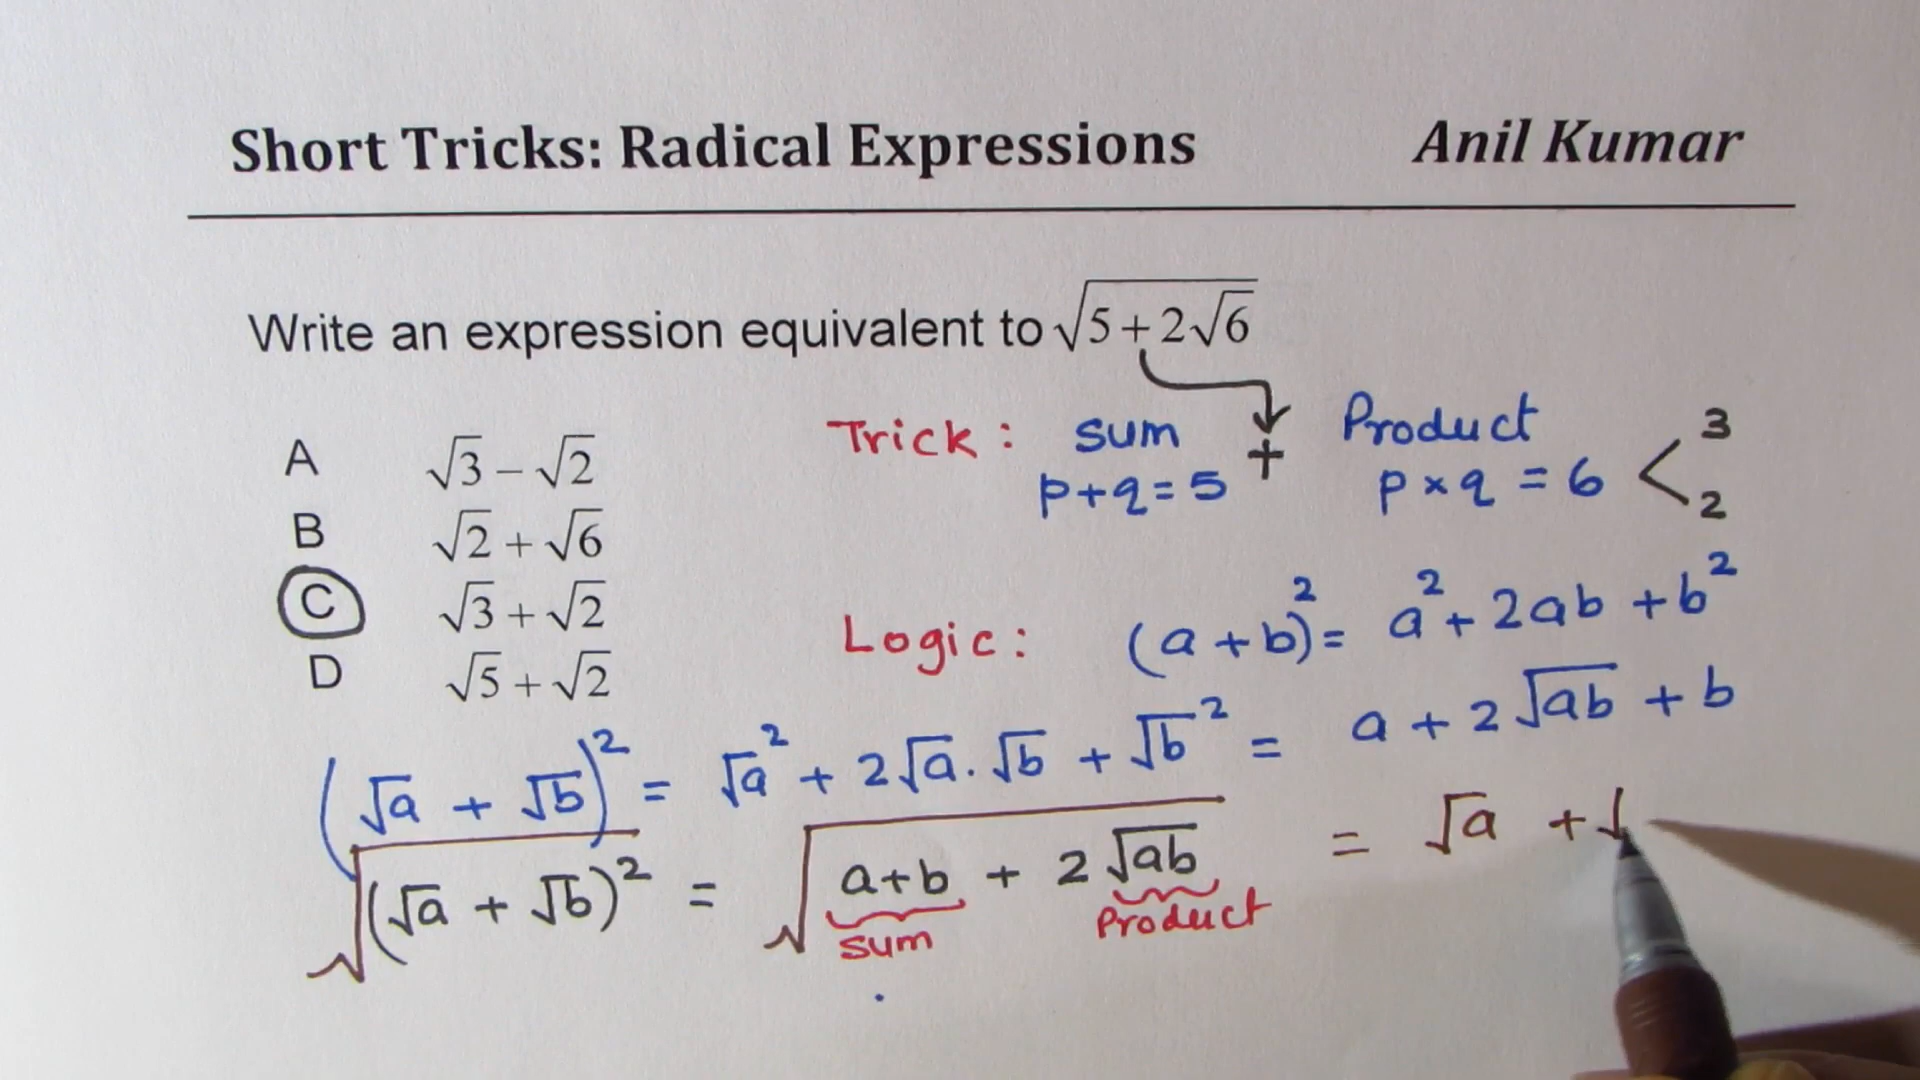 Short Tricks: Radical Expressions Anil Kumar
Write an expression equivalent to √(5 + 2√6)
A √3 − √2
B √2 + √6
C √3 + √2
D √5 + √2
Trick: Sum + Product
p+q=5 p×q=6 < 3 2
Logic: (a+b)² = a² + 2ab + b²
(√a + √b)² = √a² + 2√a.√b + √b² = a + 2√ab + b
√(√a + √b)² = √(a+b + 2√ab) = √a + √
Sum Product